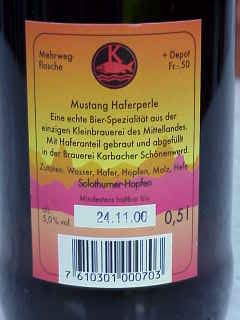 Mehrweg-
flasche
K
+ Depot
Fr. -.50
Mustang Haferperle
Eine echte Bier-Spezialität aus der
einzigen Kleinbrauerei des Mittellandes.
Mit Haferanteil gebraut und abgefüllt
in der Brauerei Karbacher Schönenwerd.
Zutaten: Wasser, Hafer, Hopfen, Malz, Hefe
Solothurner Hopfen
Mindestens haltbar bis
5,0% vol.
24.11.00
0,5l
7 610301 000703